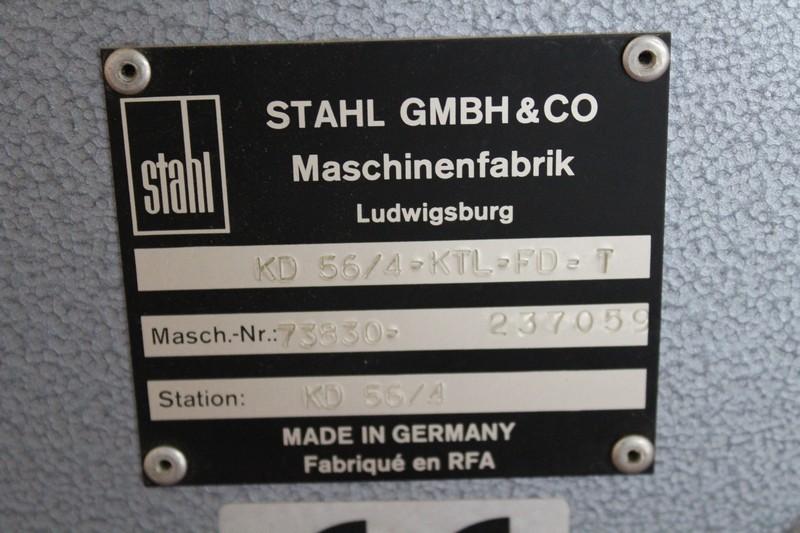 stahl
STAHL GMBH & CO
Maschinenfabrik
Ludwigsburg
KD 56/4-KTL-FD-T
Masch.-Nr.: 73830- 237059
Station: KD 56/4
MADE IN GERMANY
Fabriqué en RFA